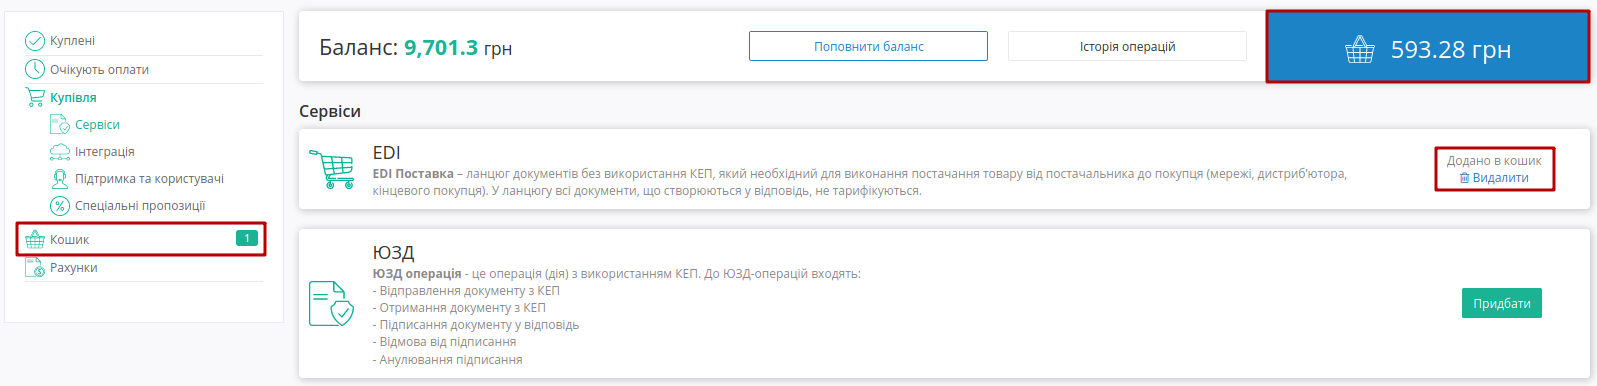 Куплені
Очікують оплати
Купівля
Сервіси
Інтеграція
Підтримка та користувачі
Спеціальні пропозиції
Кошик 1
Рахунки
Баланс: 9,701.3 грн
Поповнити баланс
Історія операцій
593.28 грн
Сервіси
EDI
EDI Поставка – ланцюг документів без використання КЕП, який необхідний для виконання постачання товару від постачальника до покупця (мережі, дистриб’ютора,
кінцевого покупця). У ланцюгу всі документи, що створюються у відповідь, не тарифікуються.
Додано в кошик
Видалити
ЮЗД
ЮЗД операція - це операція (дія) з використанням КЕП. До ЮЗД-операцій входять:
- Відправлення документу з КЕП
- Отримання документу з КЕП
- Підписання документу у відповідь
- Відмова від підписання
- Анулювання підписання
Придбати